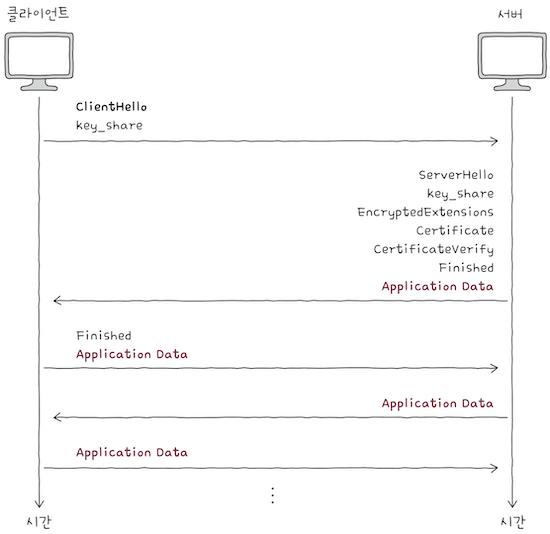 클라이언트
서버
ClientHello
key_share
ServerHello
key_share
EncryptedExtensions
Certificate
CertificateVerify
Finished
Application Data
Finished
Application Data
Application Data
Application Data
⋮
시간
시간